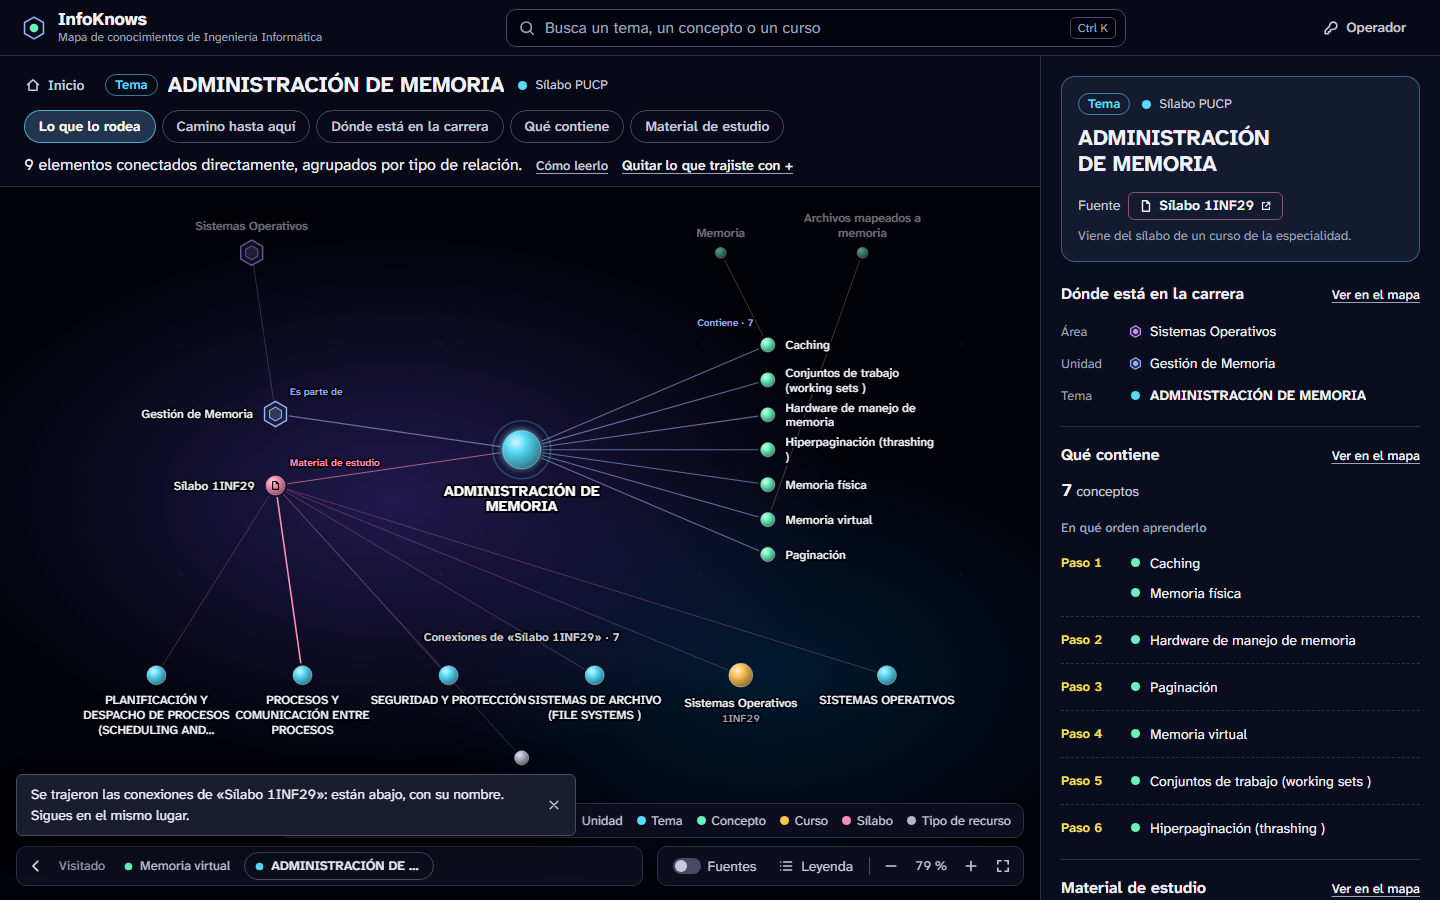 InfoKnows
Mapa de conocimientos de Ingeniería Informática
Busca un tema, un concepto o un curso
Ctrl K
Operador
Inicio
Tema
ADMINISTRACIÓN DE MEMORIA
Sílabo PUCP
Lo que lo rodea
Camino hasta aquí
Dónde está en la carrera
Qué contiene
Material de estudio
9 elementos conectados directamente, agrupados por tipo de relación.
Cómo leerlo
Quitar lo que trajiste con +
Sistemas Operativos
Memoria
Archivos mapeados a
memoria
Contiene · 7
Caching
Conjuntos de trabajo
(working sets )
Hardware de manejo de
memoria
Hiperpaginación (thrashing
)
Memoria física
Memoria virtual
Paginación
Es parte de
Gestión de Memoria
Material de estudio
Sílabo 1INF29
ADMINISTRACIÓN DE
MEMORIA
Conexiones de «Sílabo 1INF29» · 7
PLANIFICACIÓN Y
DESPACHO DE PROCESOS
(SCHEDULING AND...
PROCESOS Y
COMUNICACIÓN ENTRE
PROCESOS
SEGURIDAD Y PROTECCIÓN
SISTEMAS DE ARCHIVO
(FILE SYSTEMS )
Sistemas Operativos
1INF29
SISTEMAS OPERATIVOS
Se trajeron las conexiones de «Sílabo 1INF29»: están abajo, con su nombre.
Sigues en el mismo lugar.
Unidad
Tema
Concepto
Curso
Sílabo
Tipo de recurso
Visitado
Memoria virtual
ADMINISTRACIÓN DE ...
Fuentes
Leyenda
79 %
Tema
Sílabo PUCP
ADMINISTRACIÓN
DE MEMORIA
Fuente
Sílabo 1INF29
Viene del sílabo de un curso de la especialidad.
Dónde está en la carrera
Ver en el mapa
Área
Sistemas Operativos
Unidad
Gestión de Memoria
Tema
ADMINISTRACIÓN DE MEMORIA
Qué contiene
Ver en el mapa
7 conceptos
En qué orden aprenderlo
Paso 1
Caching
Memoria física
Paso 2
Hardware de manejo de memoria
Paso 3
Paginación
Paso 4
Memoria virtual
Paso 5
Conjuntos de trabajo (working sets )
Paso 6
Hiperpaginación (thrashing )
Material de estudio
Ver en el mapa